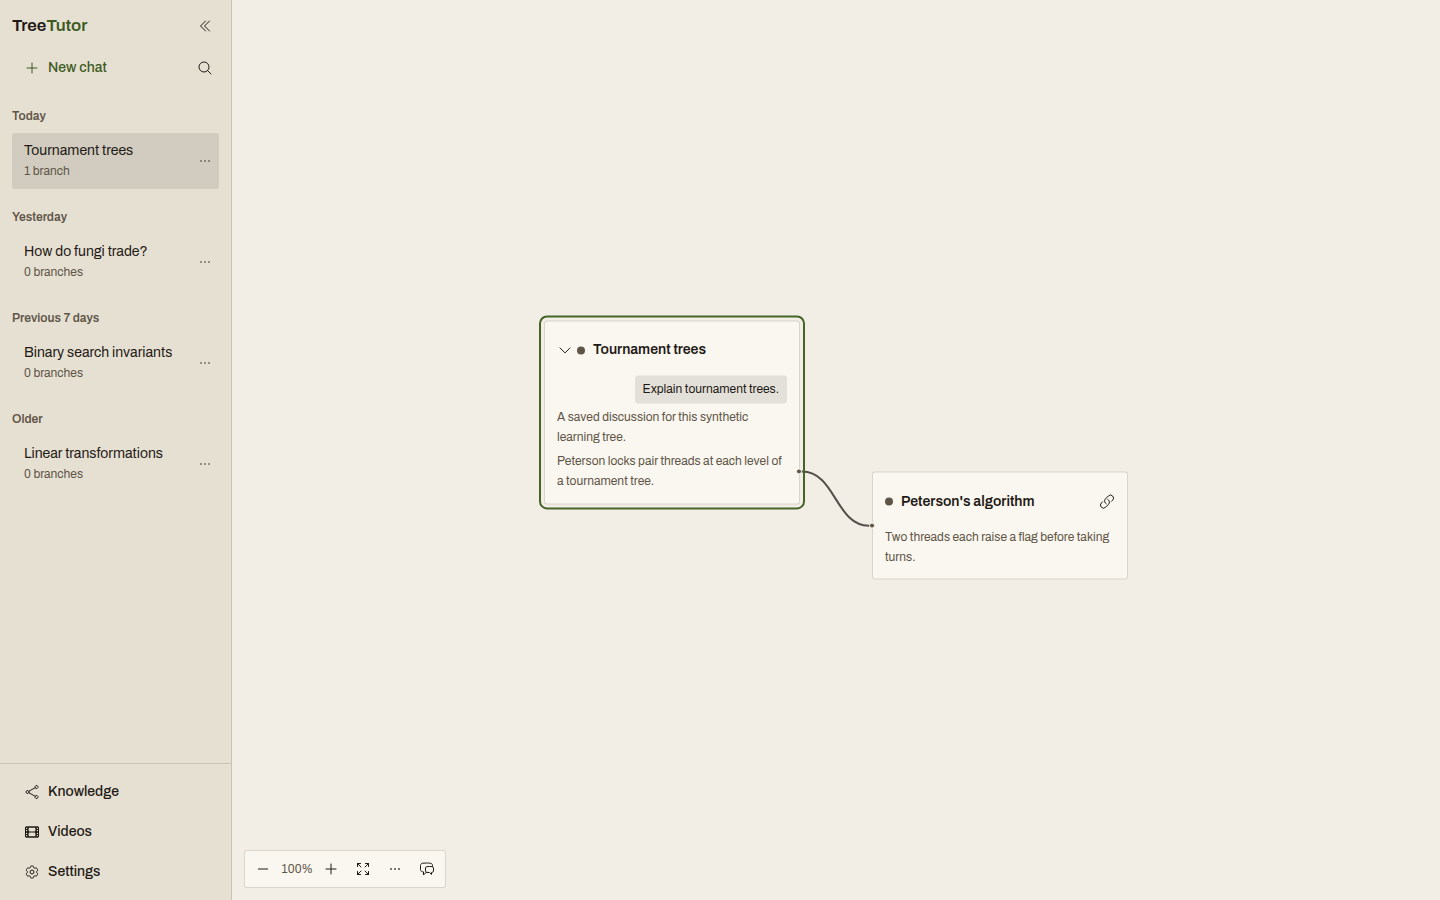 TreeTutor
New chat
Today
Tournament trees
1 branch
Yesterday
How do fungi trade?
0 branches
Previous 7 days
Binary search invariants
0 branches
Older
Linear transformations
0 branches
Knowledge
Videos
Settings
Tournament trees
Explain tournament trees.
A saved discussion for this synthetic
learning tree.
Peterson locks pair threads at each level of
a tournament tree.
Peterson's algorithm
Two threads each raise a flag before taking
turns.
100%